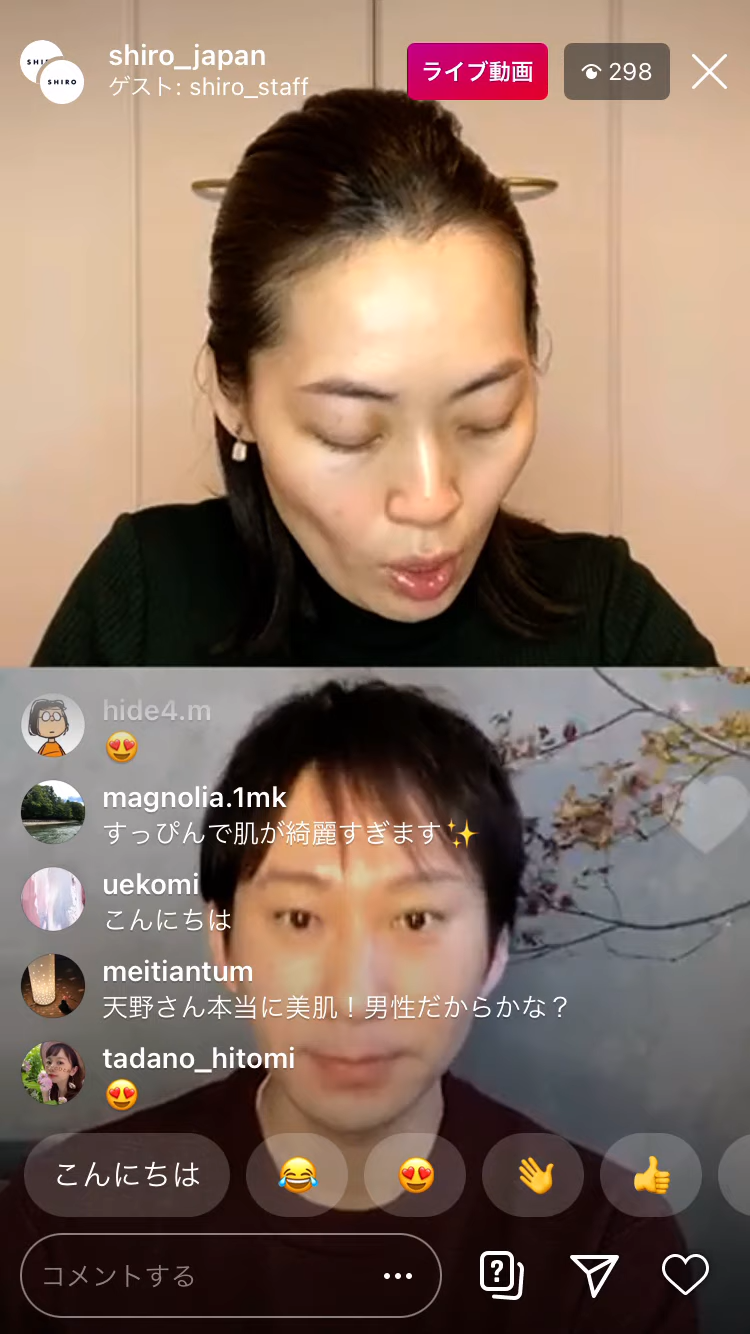 SHIRO
shiro_japan
ゲスト: shiro_staff
ライブ動画
298
hide4.m
😍
magnolia.1mk
すっぴんで肌が綺麗すぎます✨
uekomi
こんにちは
meitiantum
天野さん本当に美肌！男性だからかな？
tadano_hitomi
😍
こんにちは 😂 😍 👋 👍
コメントする